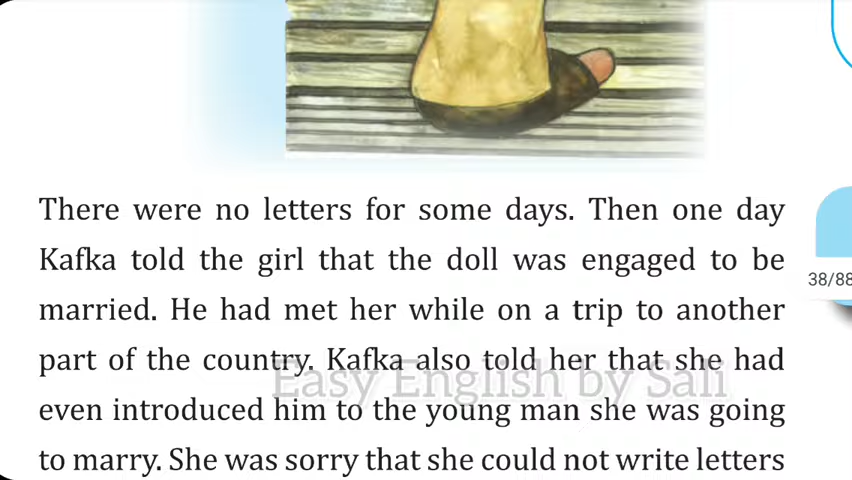 There were no letters for some days. Then one day
Kafka told the girl that the doll was engaged to be
married. He had met her while on a trip to another
part of the country. Kafka also told her that she had
even introduced him to the young man she was going
to marry. She was sorry that she could not write letters
38/88
Easy English by Sali